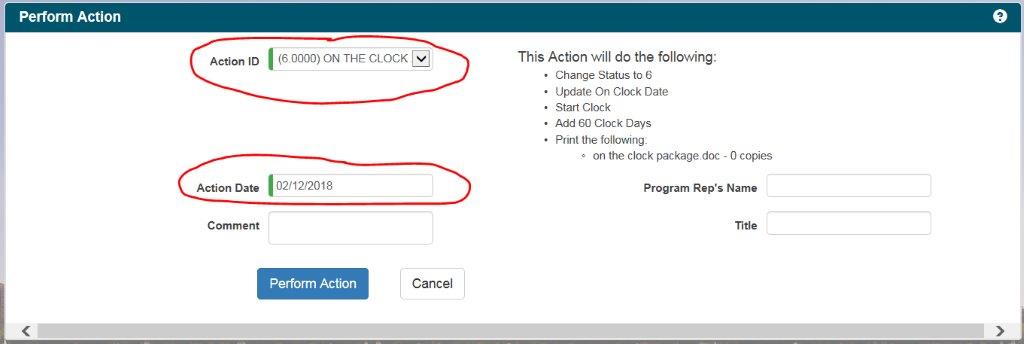 Perform Action
?
Action ID
(6.0000) ON THE CLOCK
This Action will do the following:
• Change Status to 6
• Update On Clock Date
• Start Clock
• Add 60 Clock Days
• Print the following:
◦ on the clock package.doc - 0 copies
Action Date
02/12/2018
Program Rep's Name
Comment
Title
Perform Action
Cancel